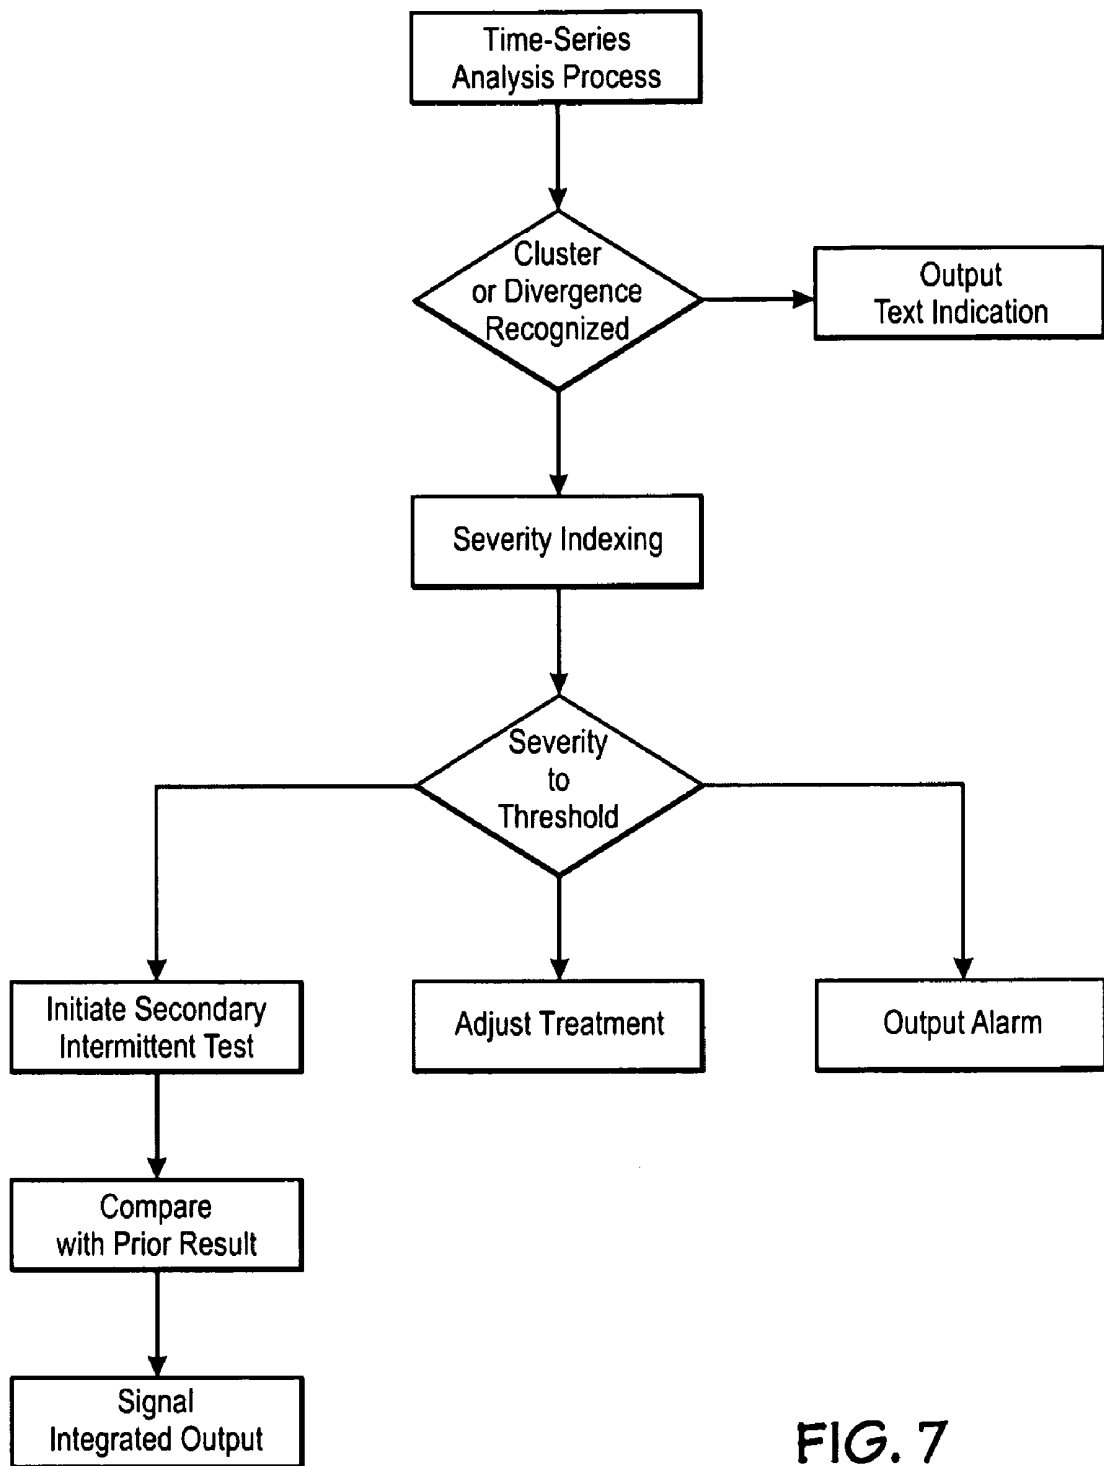 Time-Series
Analysis Process
Cluster
or Divergence
Recognized
Output
Text Indication
Severity Indexing
Severity
to
Threshold
Initiate Secondary
Intermittent Test
Adjust Treatment
Output Alarm
Compare
with Prior Result
Signal
Integrated Output
FIG. 7